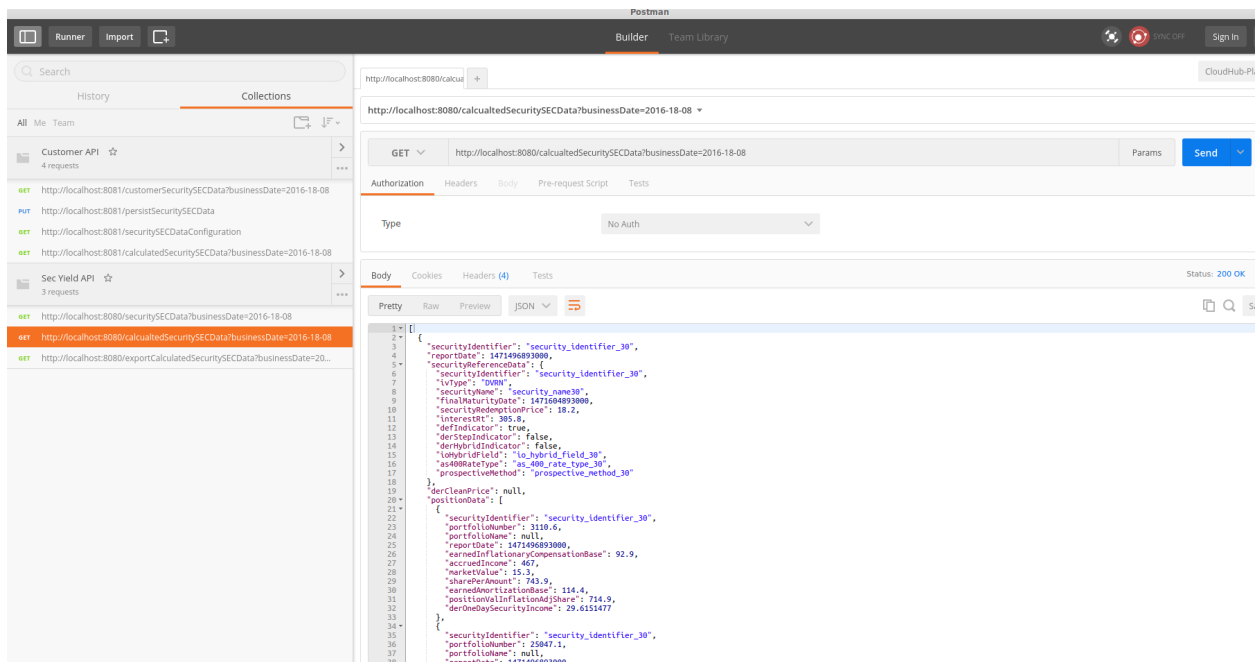 Postman
Runner Import Builder Team Library SYNC OFF Sign In
Search
History Collections
All Me Team
Customer API
4 requests
GET http://localhost:8081/customerSecuritySECData?businessDate=2016-18-08
PUT http://localhost:8081/persistSecuritySECData
GET http://localhost:8081/securitySECDataConfiguration
GET http://localhost:8081/calculatedSecuritySECData?businessDate=2016-18-08
Sec Yield API
3 requests
GET http://localhost:8080/securitySECData?businessDate=2016-18-08
GET http://localhost:8080/calcualtedSecuritySECData?businessDate=2016-18-08
GET http://localhost:8080/exportCalculatedSecuritySECData?businessDate=20...
http://localhost:8080/calcua + CloudHub-Pl
http://localhost:8080/calcualtedSecuritySECData?businessDate=2016-18-08
GET http://localhost:8080/calcualtedSecuritySECData?businessDate=2016-18-08 Params Send
Authorization Headers Body Pre-request Script Tests
Type No Auth
Body Cookies Headers (4) Tests Status: 200 OK
Pretty Raw Preview JSON
1 [
2 {
3 "securityIdentifier": "security_identifier_30",
4 "reportDate": 1471496893000,
5 "securityReferenceData": {
6 "securityIdentifier": "security_identifier_30",
7 "ivType": "DVRN",
8 "securityName": "security_name30",
9 "finalMaturityDate": 1471604893000,
10 "securityRedemptionPrice": 18.2,
11 "interestRt": 305.8,
12 "defIndicator": true,
13 "derStepIndicator": false,
14 "derHybridIndicator": false,
15 "ioHybridField": "io_hybrid_field_30",
16 "as400RateType": "as_400_rate_type_30",
17 "prospectiveMethod": "prospective_method_30"
18 },
19 "derCleanPrice": null,
20 "positionData": [
21 {
22 "securityIdentifier": "security_identifier_30",
23 "portfolioNumber": 3110.6,
24 "portfolioName": null,
25 "reportDate": 1471496893000,
26 "earnedInflationaryCompensationBase": 92.9,
27 "accruedIncome": 467,
28 "marketValue": 15.3,
29 "sharePerAmount": 743.9,
30 "earnedAmortizationBase": 114.4,
31 "positionValInflationAdjShare": 714.9,
32 "derOneDaySecurityIncome": 29.6151477
33 },
34 {
35 "securityIdentifier": "security_identifier_30",
36 "portfolioNumber": 25047.1,
37 "portfolioName": null,